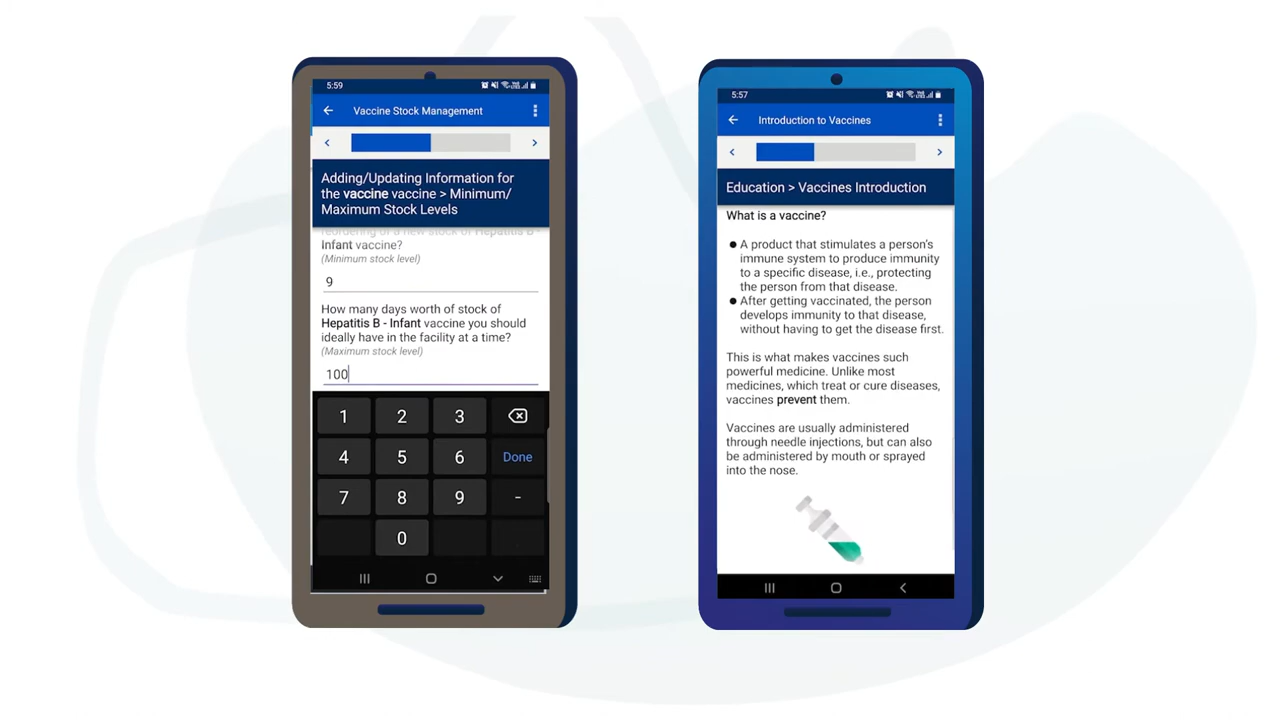 5:59
Vaccine Stock Management
Adding/Updating Information for
the vaccine vaccine > Minimum/
Maximum Stock Levels
reordering of a new stock of Hepatitis B -
Infant vaccine?
(Minimum stock level)
9
How many days worth of stock of
Hepatitis B - Infant vaccine you should
ideally have in the facility at a time?
(Maximum stock level)
100
1 2 3
4 5 6 Done
7 8 9 -
0
5:57
Introduction to Vaccines
Education > Vaccines Introduction
What is a vaccine?
● A product that stimulates a person's
immune system to produce immunity
to a specific disease, i.e., protecting
the person from that disease.
● After getting vaccinated, the person
develops immunity to that disease,
without having to get the disease first.
This is what makes vaccines such
powerful medicine. Unlike most
medicines, which treat or cure diseases,
vaccines prevent them.
Vaccines are usually administered
through needle injections, but can also
be administered by mouth or sprayed
into the nose.